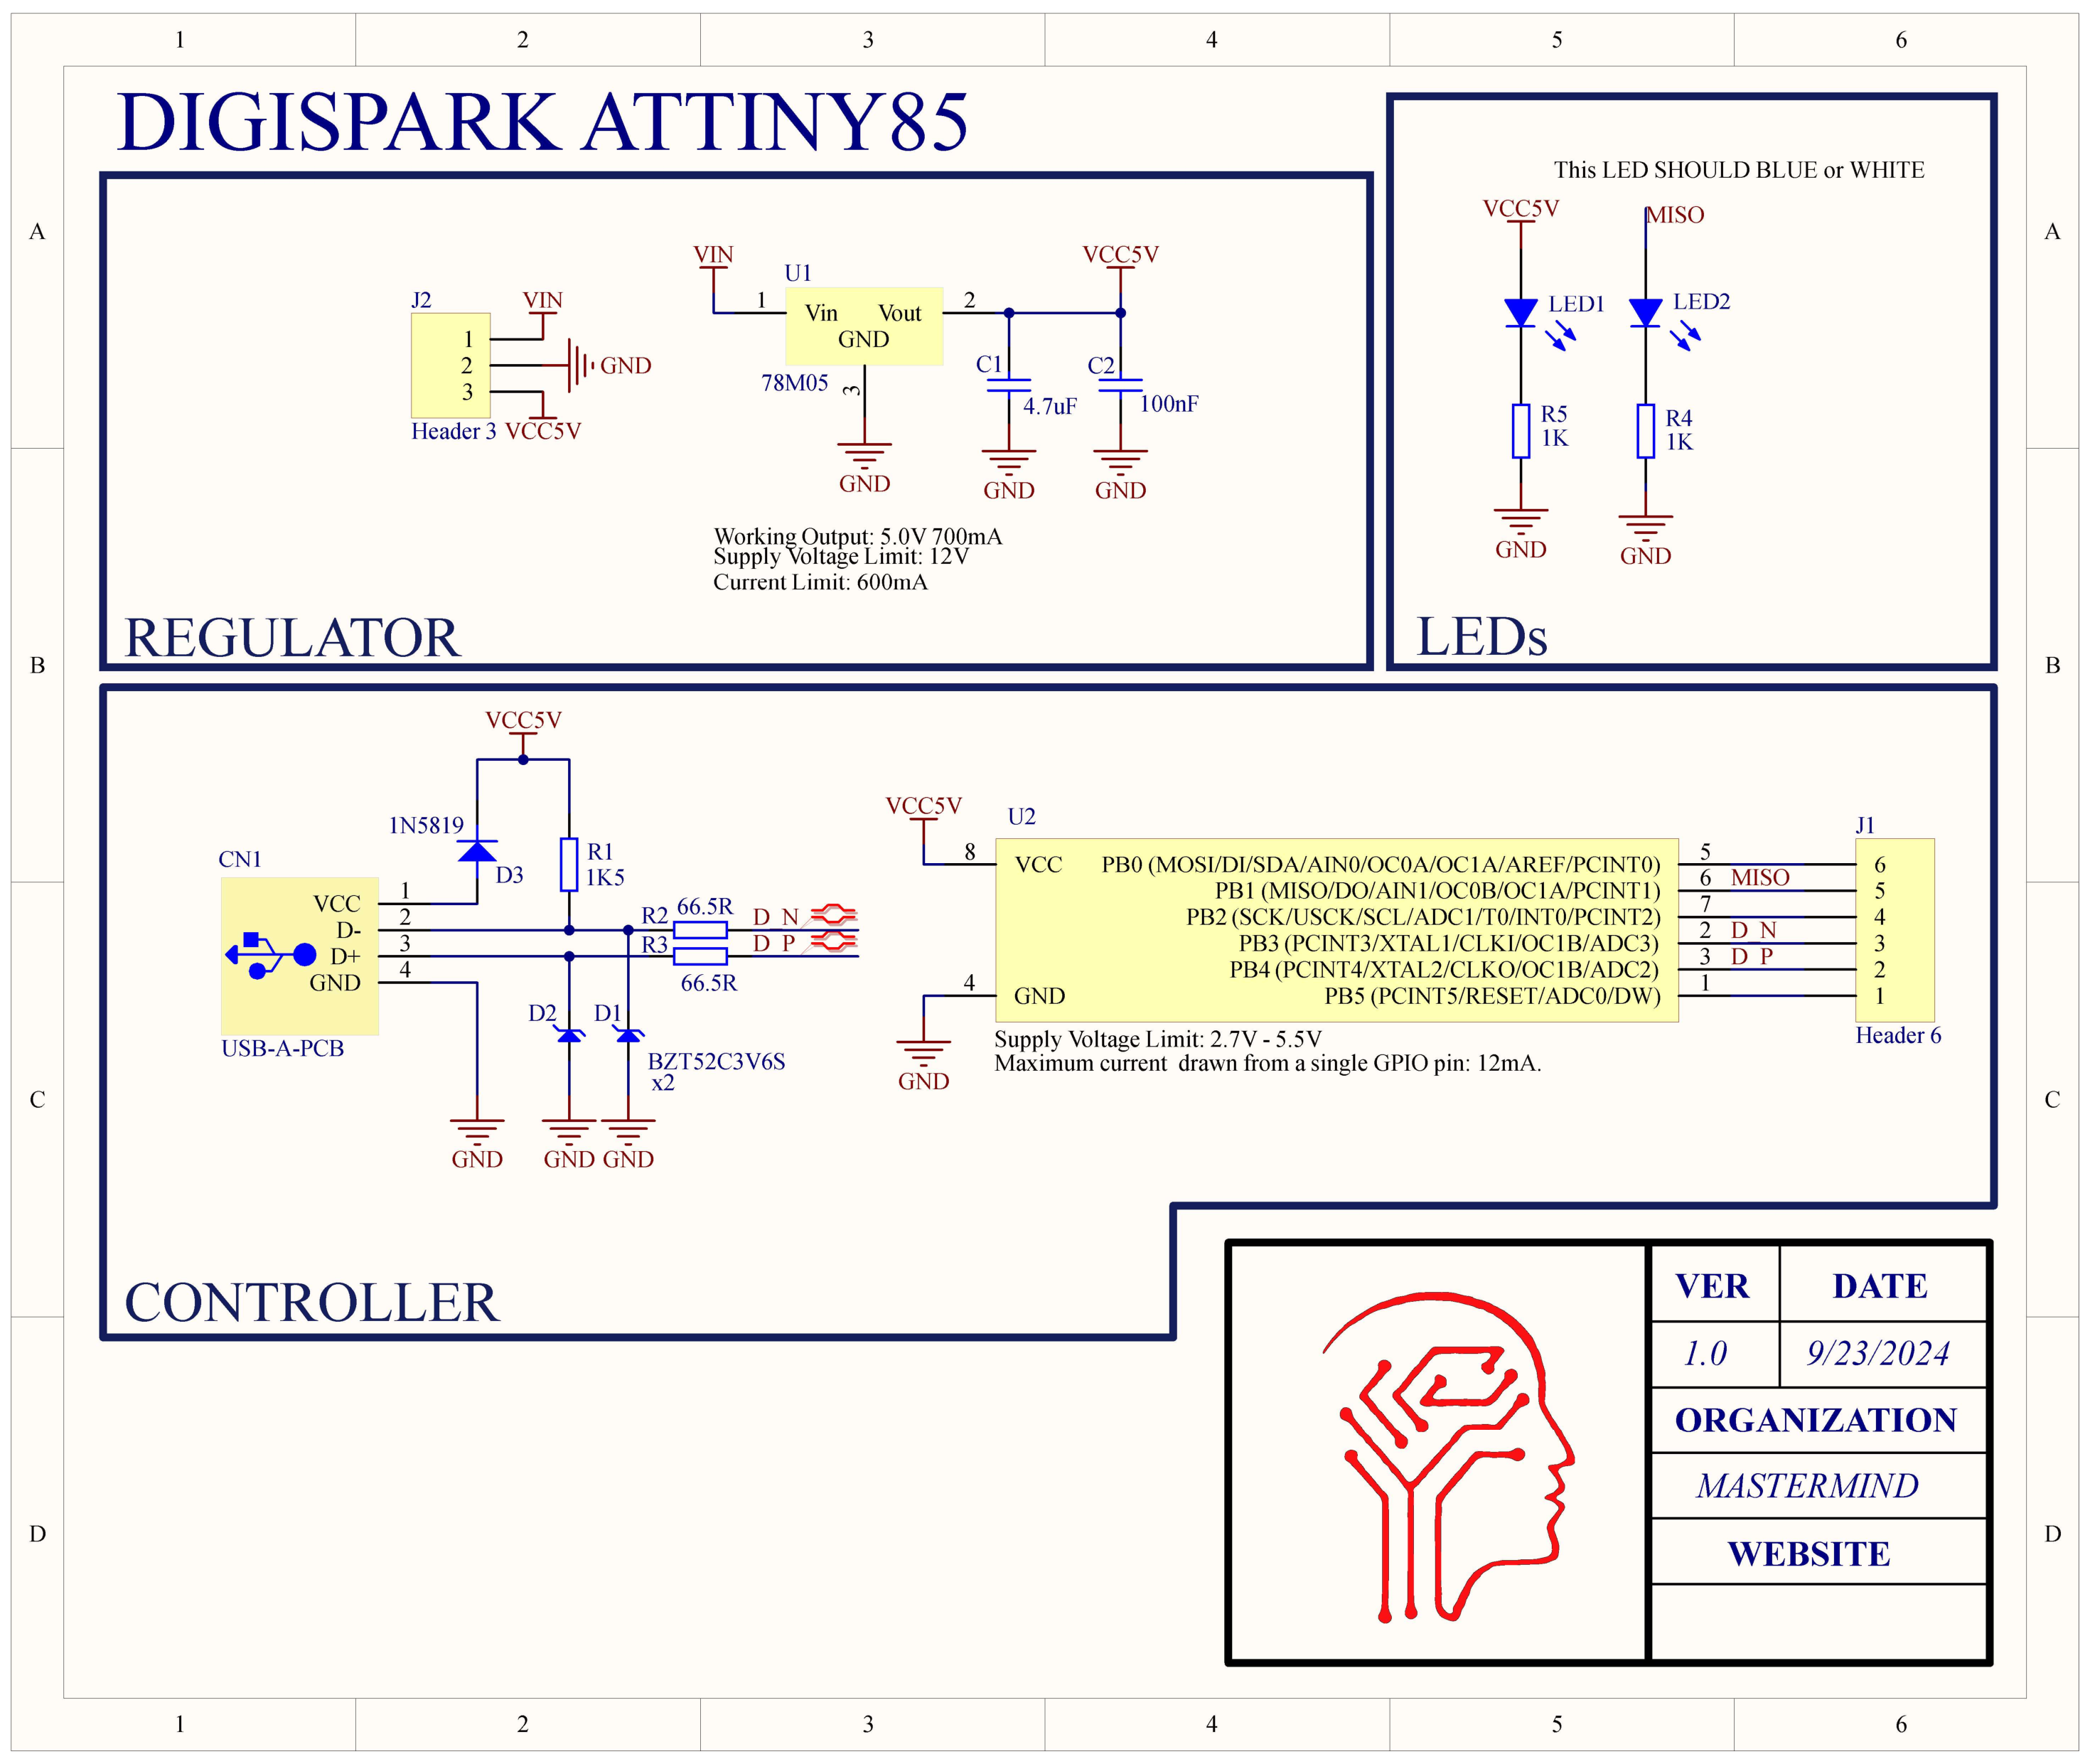 1 2 3 4 5 6
A A
B B
C C
D D
DIGISPARK ATTINY85
VIN
U1
1 Vin Vout 2
GND
78M05
3
GND
VCC5V
C1
4.7uF
GND
C2
100nF
GND
J2
VIN
1
2 GND
3
Header 3 VCC5V
Working Output: 5.0V 700mA
Supply Voltage Limit: 12V
Current Limit: 600mA
REGULATOR
This LED SHOULD BLUE or WHITE
VCC5V MISO
LED1 LED2
R5
1K
R4
1K
GND GND
LEDs
VCC5V
1N5819
D3
R1
1K5
CN1
VCC 1
D- 2
D+ 3
GND 4
USB-A-PCB
R2 66.5R D_N
R3 D_P
66.5R
D2 D1
BZT52C3V6S
x2
GND GND GND
VCC5V
U2
8 VCC
4 GND
GND
PB0 (MOSI/DI/SDA/AIN0/OC0A/OC1A/AREF/PCINT0) 5
PB1 (MISO/DO/AIN1/OC0B/OC1A/PCINT1) 6 MISO
PB2 (SCK/USCK/SCL/ADC1/T0/INT0/PCINT2) 7
PB3 (PCINT3/XTAL1/CLKI/OC1B/ADC3) 2 D_N
PB4 (PCINT4/XTAL2/CLKO/OC1B/ADC2) 3 D_P
PB5 (PCINT5/RESET/ADC0/DW) 1
J1
6
5
4
3
2
1
Header 6
Supply Voltage Limit: 2.7V - 5.5V
Maximum current drawn from a single GPIO pin: 12mA.
CONTROLLER
VER DATE
1.0 9/23/2024
ORGANIZATION
MASTERMIND
WEBSITE
1 2 3 4 5 6